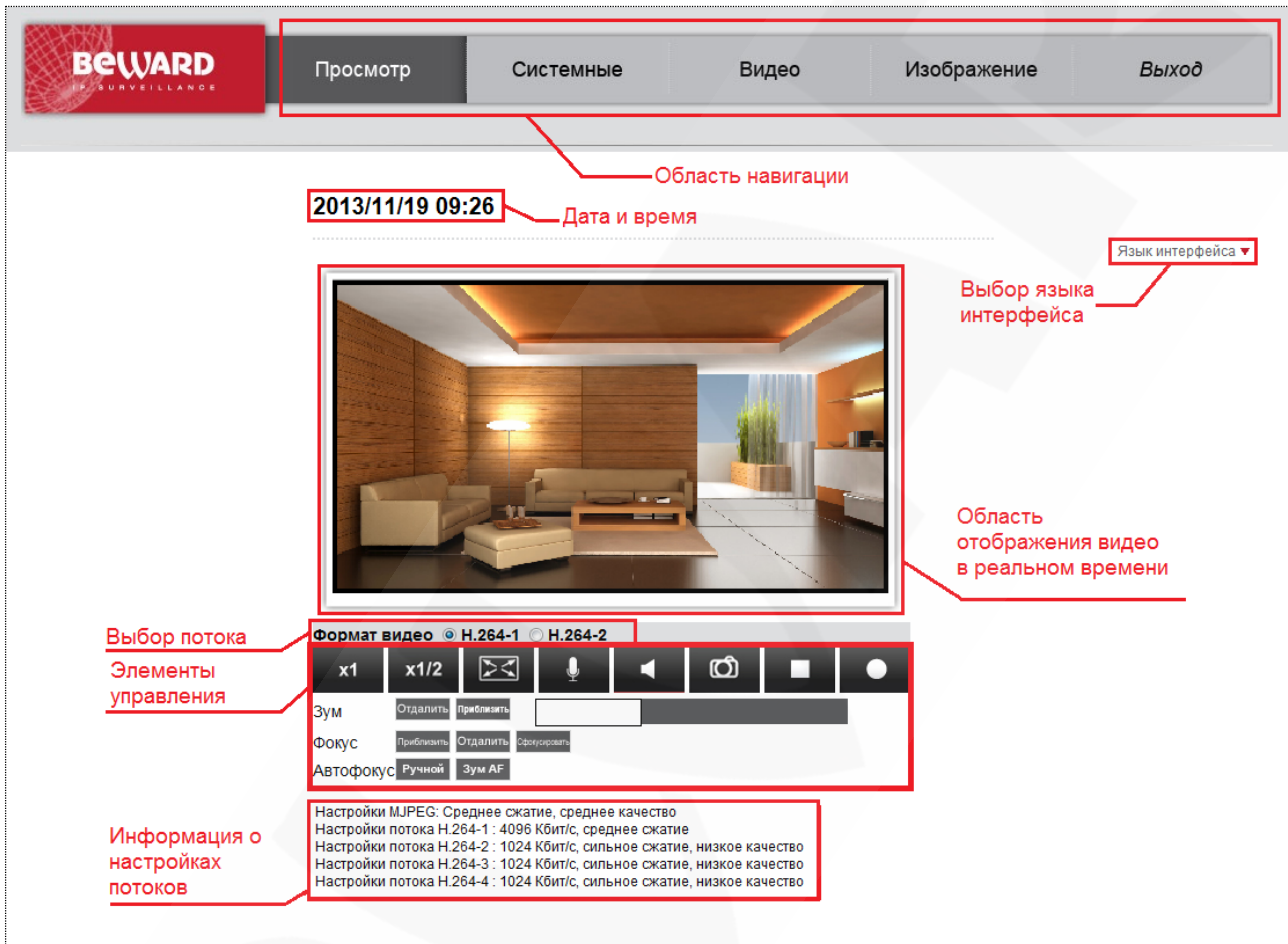 BEWARD
IP SURVEILLANCE
Просмотр
Системные
Видео
Изображение
Выход
Область навигации
2013/11/19 09:26
Дата и время
Язык интерфейса
Выбор языка
интерфейса
Область
отображения видео
в реальном времени
Выбор потока
Формат видео H.264-1 H.264-2
Элементы
управления
x1 x1/2
Зум Отдалить Приблизить
Фокус Приблизить Отдалить Сфокусировать
Автофокус Ручной Зум AF
Информация о
настройках
потоков
Настройки MJPEG: Среднее сжатие, среднее качество
Настройки потока H.264-1 : 4096 Кбит/с, среднее сжатие
Настройки потока H.264-2 : 1024 Кбит/с, сильное сжатие, низкое качество
Настройки потока H.264-3 : 1024 Кбит/с, сильное сжатие, низкое качество
Настройки потока H.264-4 : 1024 Кбит/с, сильное сжатие, низкое качество